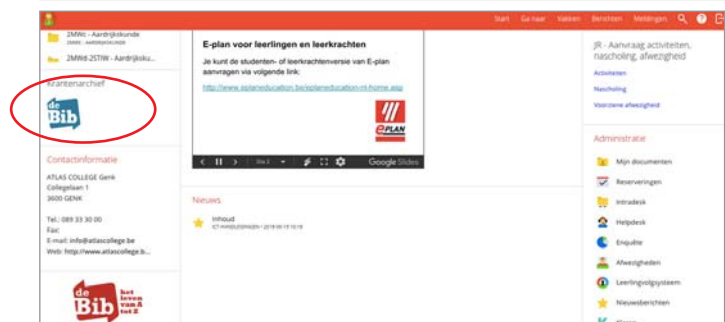 Start Ga naar Vakken Berichten Meldingen
2MWc - Aardrijkskunde
2MWd-2STIW - Aardrijksku...
Krantenarchief
de
Bib
Contactinformatie
ATLAS COLLEGE Genk
Collegelaan 1
3600 GENK
Tel.: 089 33 30 00
Fax:
E-mail: info@atlascollege.be
Web: http://www.atlascollege.b...
de
Bib
het
leven
van A
tot Z
E-plan voor leerlingen en leerkrachten
Je kunt de studenten- of leerkrachtenversie van E-plan
aanvragen via volgende link:
http://www.eplaneducation.be/eplaneducation-nl-home.asp
ePLAN
Google Slides
Nieuws
Inhoud
JR - Aanvraag activiteiten,
nascholing, afwezigheid
Activiteiten
Nascholing
Voorziene afwezigheid
Administratie
Mijn documenten
Reserveringen
Intradesk
Helpdesk
Enquête
Afwezigheden
Leerlingvolgsysteem
Nieuwsberichten